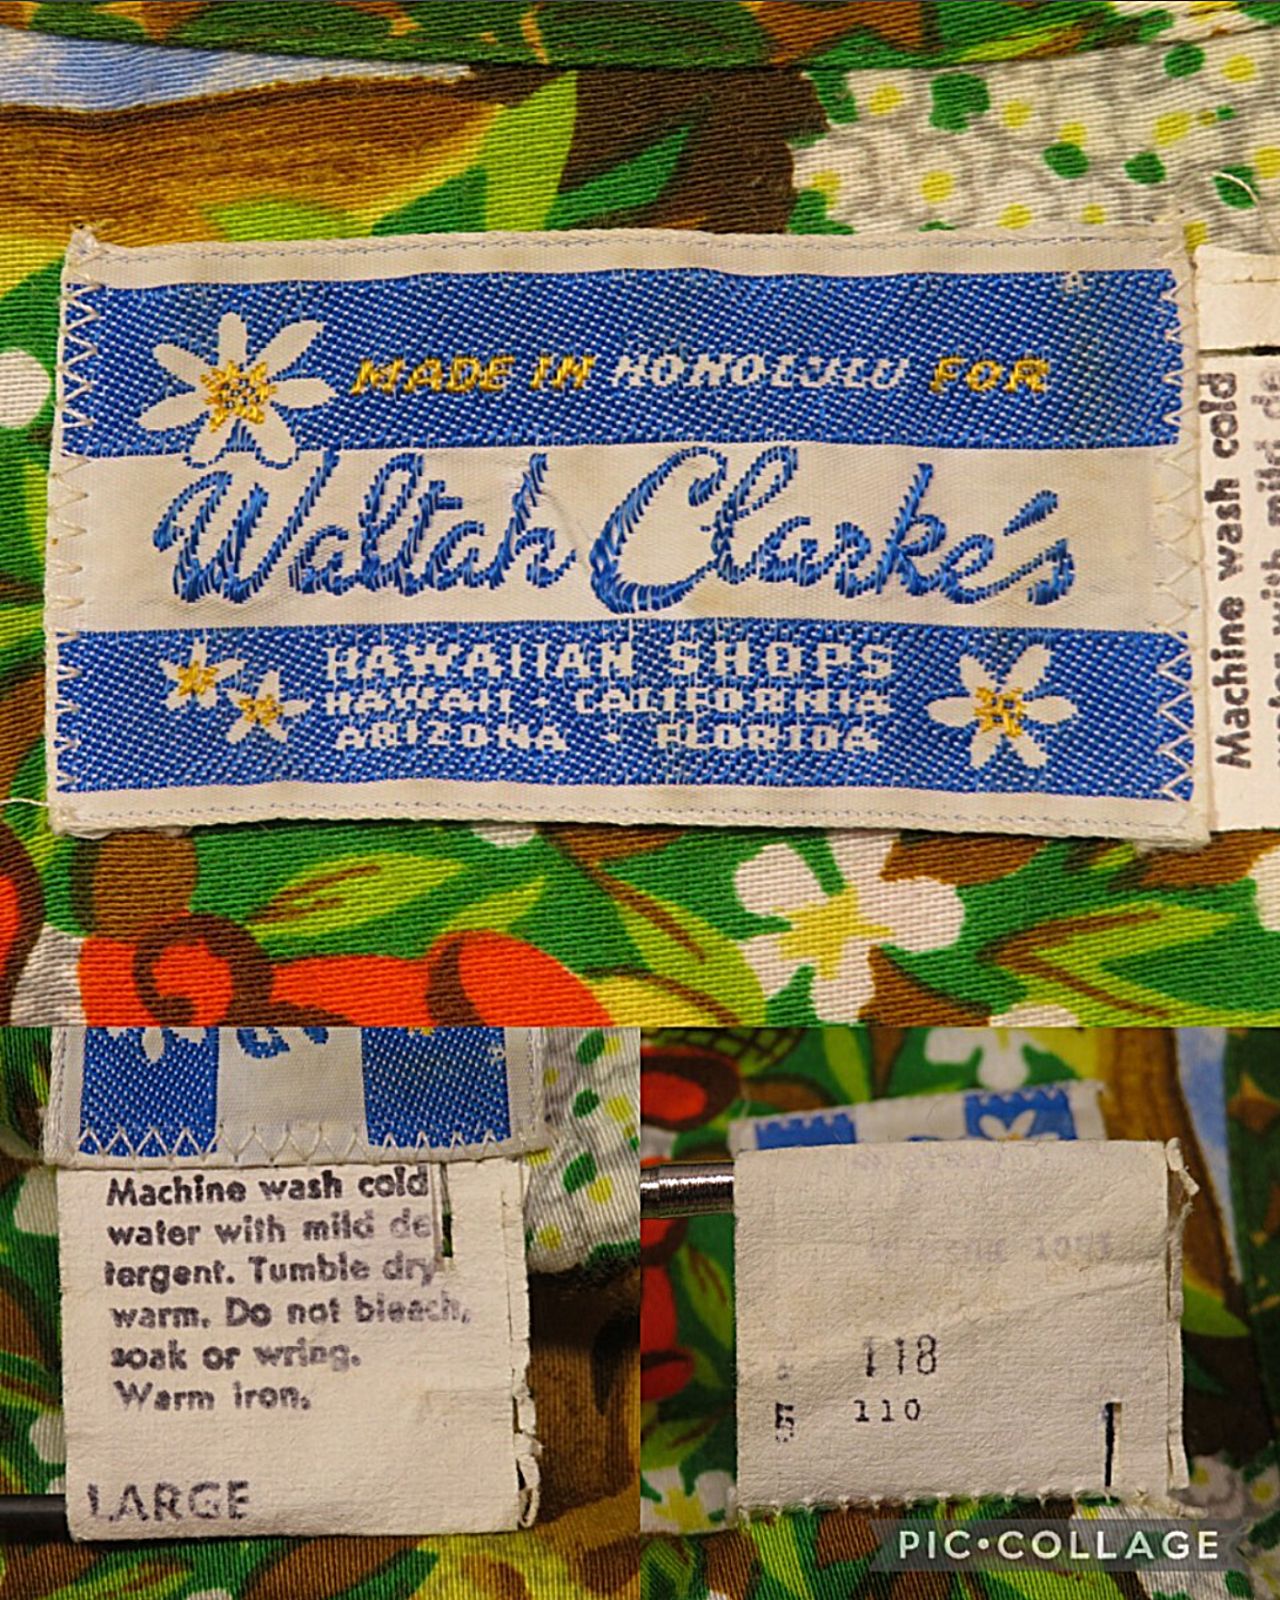 MADE IN HONOLULU FOR
Waltah Clarke's
HAWAIIAN SHOPS
HAWAII · CALIFORNIA
ARIZONA · FLORIDA
Machine wash cold
Machine wash cold
water with mild de
tergent. Tumble dry
warm. Do not bleach,
soak or wring.
Warm iron.
LARGE
118
5 110
PIC•COLLAGE